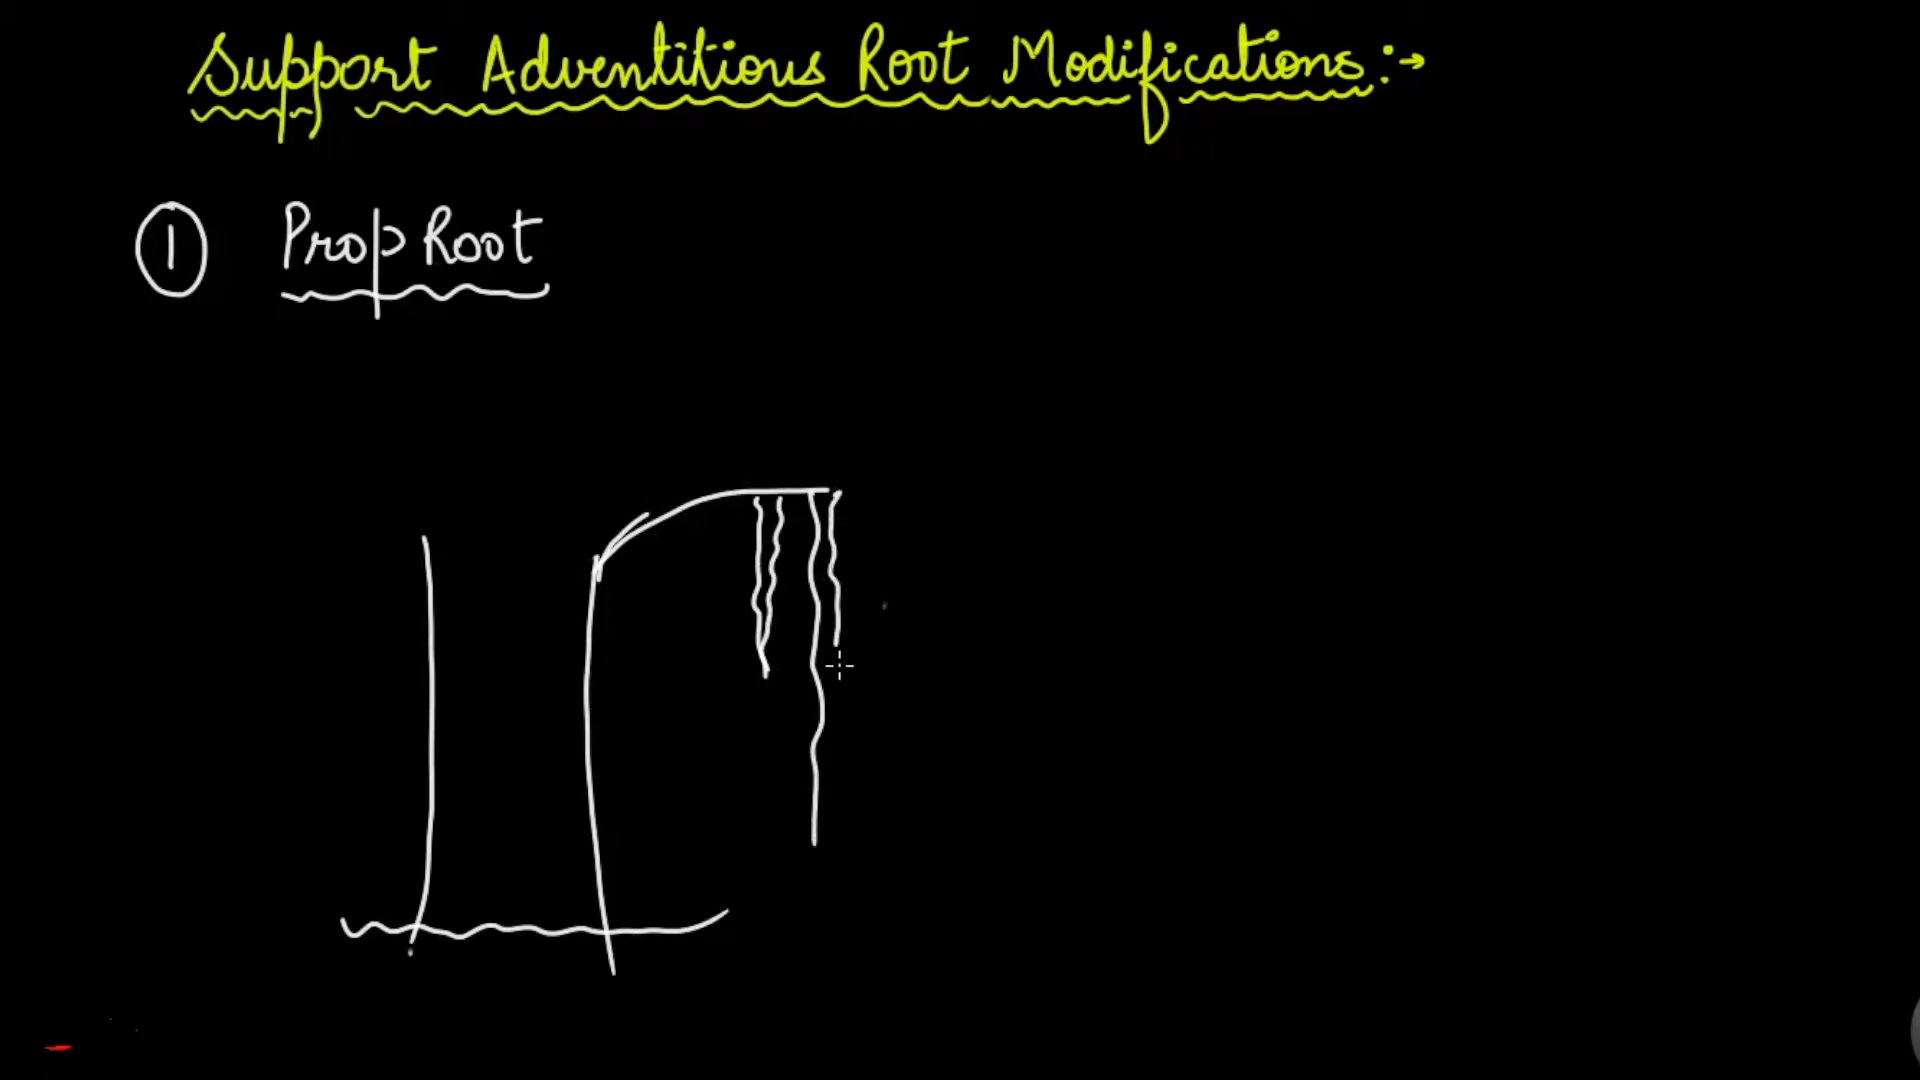 Support Adventitious Root Modifications :→
① Prop Root